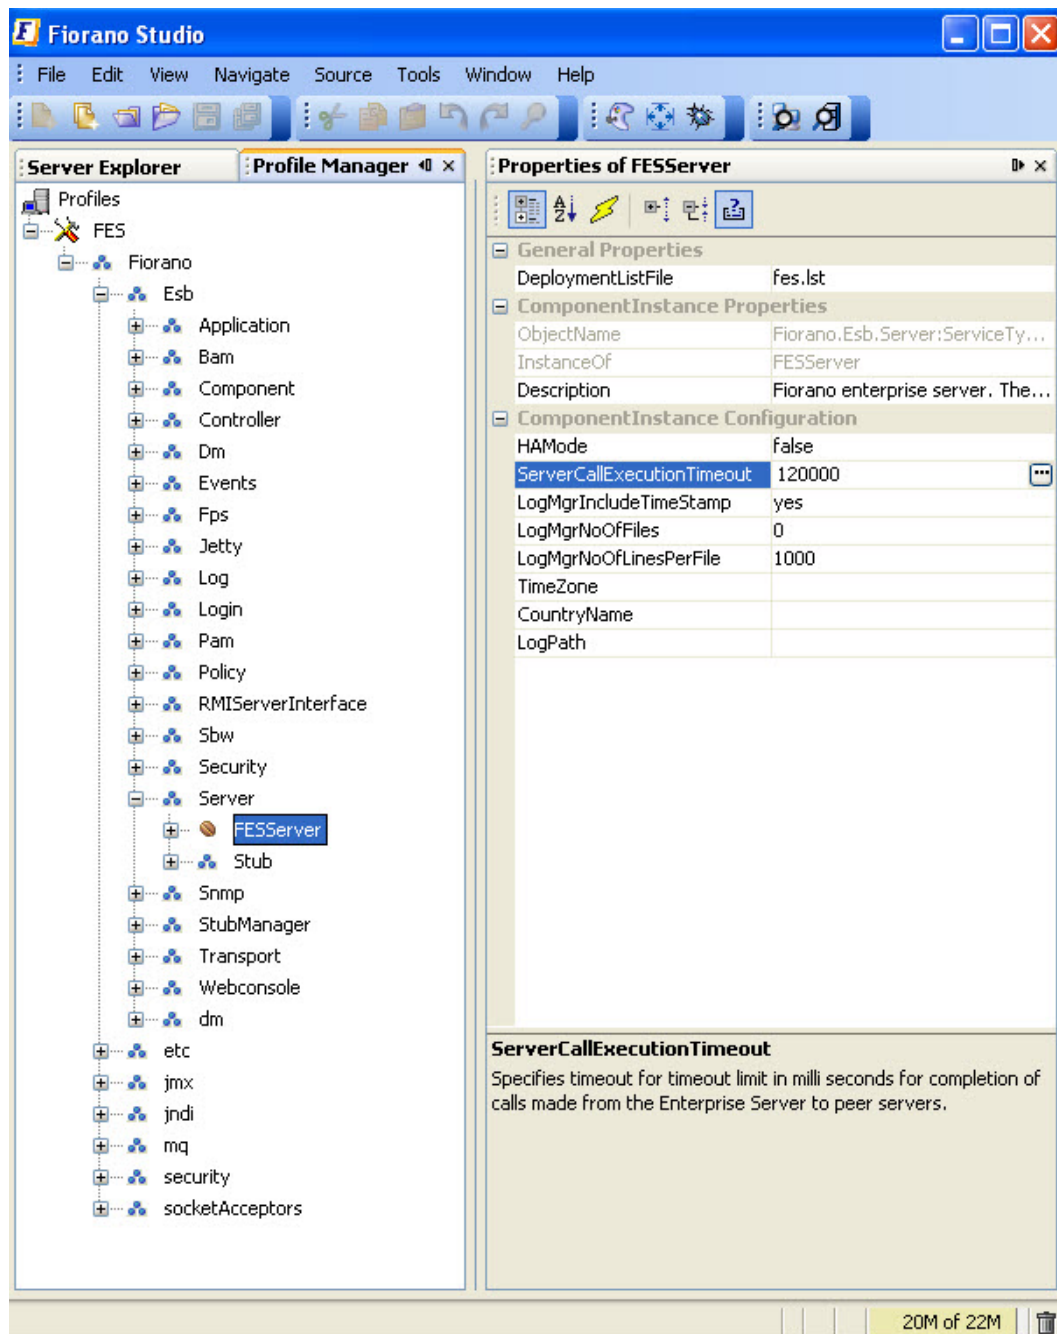 Fiorano Studio
File Edit View Navigate Source Tools Window Help
Server Explorer Profile Manager
Profiles
FES
Fiorano
Esb
Application
Bam
Component
Controller
Dm
Events
Fps
Jetty
Log
Login
Pam
Policy
RMIServerInterface
Sbw
Security
Server
FESServer
Stub
Snmp
StubManager
Transport
Webconsole
dm
etc
jmx
jndi
mq
security
socketAcceptors
Properties of FESServer
General Properties
DeploymentListFile fes.lst
ComponentInstance Properties
ObjectName Fiorano.Esb.Server:ServiceTy...
InstanceOf FESServer
Description Fiorano enterprise server. The...
ComponentInstance Configuration
HAMode false
ServerCallExecutionTimeout 120000
LogMgrIncludeTimeStamp yes
LogMgrNoOfFiles 0
LogMgrNoOfLinesPerFile 1000
TimeZone
CountryName
LogPath
ServerCallExecutionTimeout
Specifies timeout for timeout limit in milli seconds for completion of
calls made from the Enterprise Server to peer servers.
20M of 22M